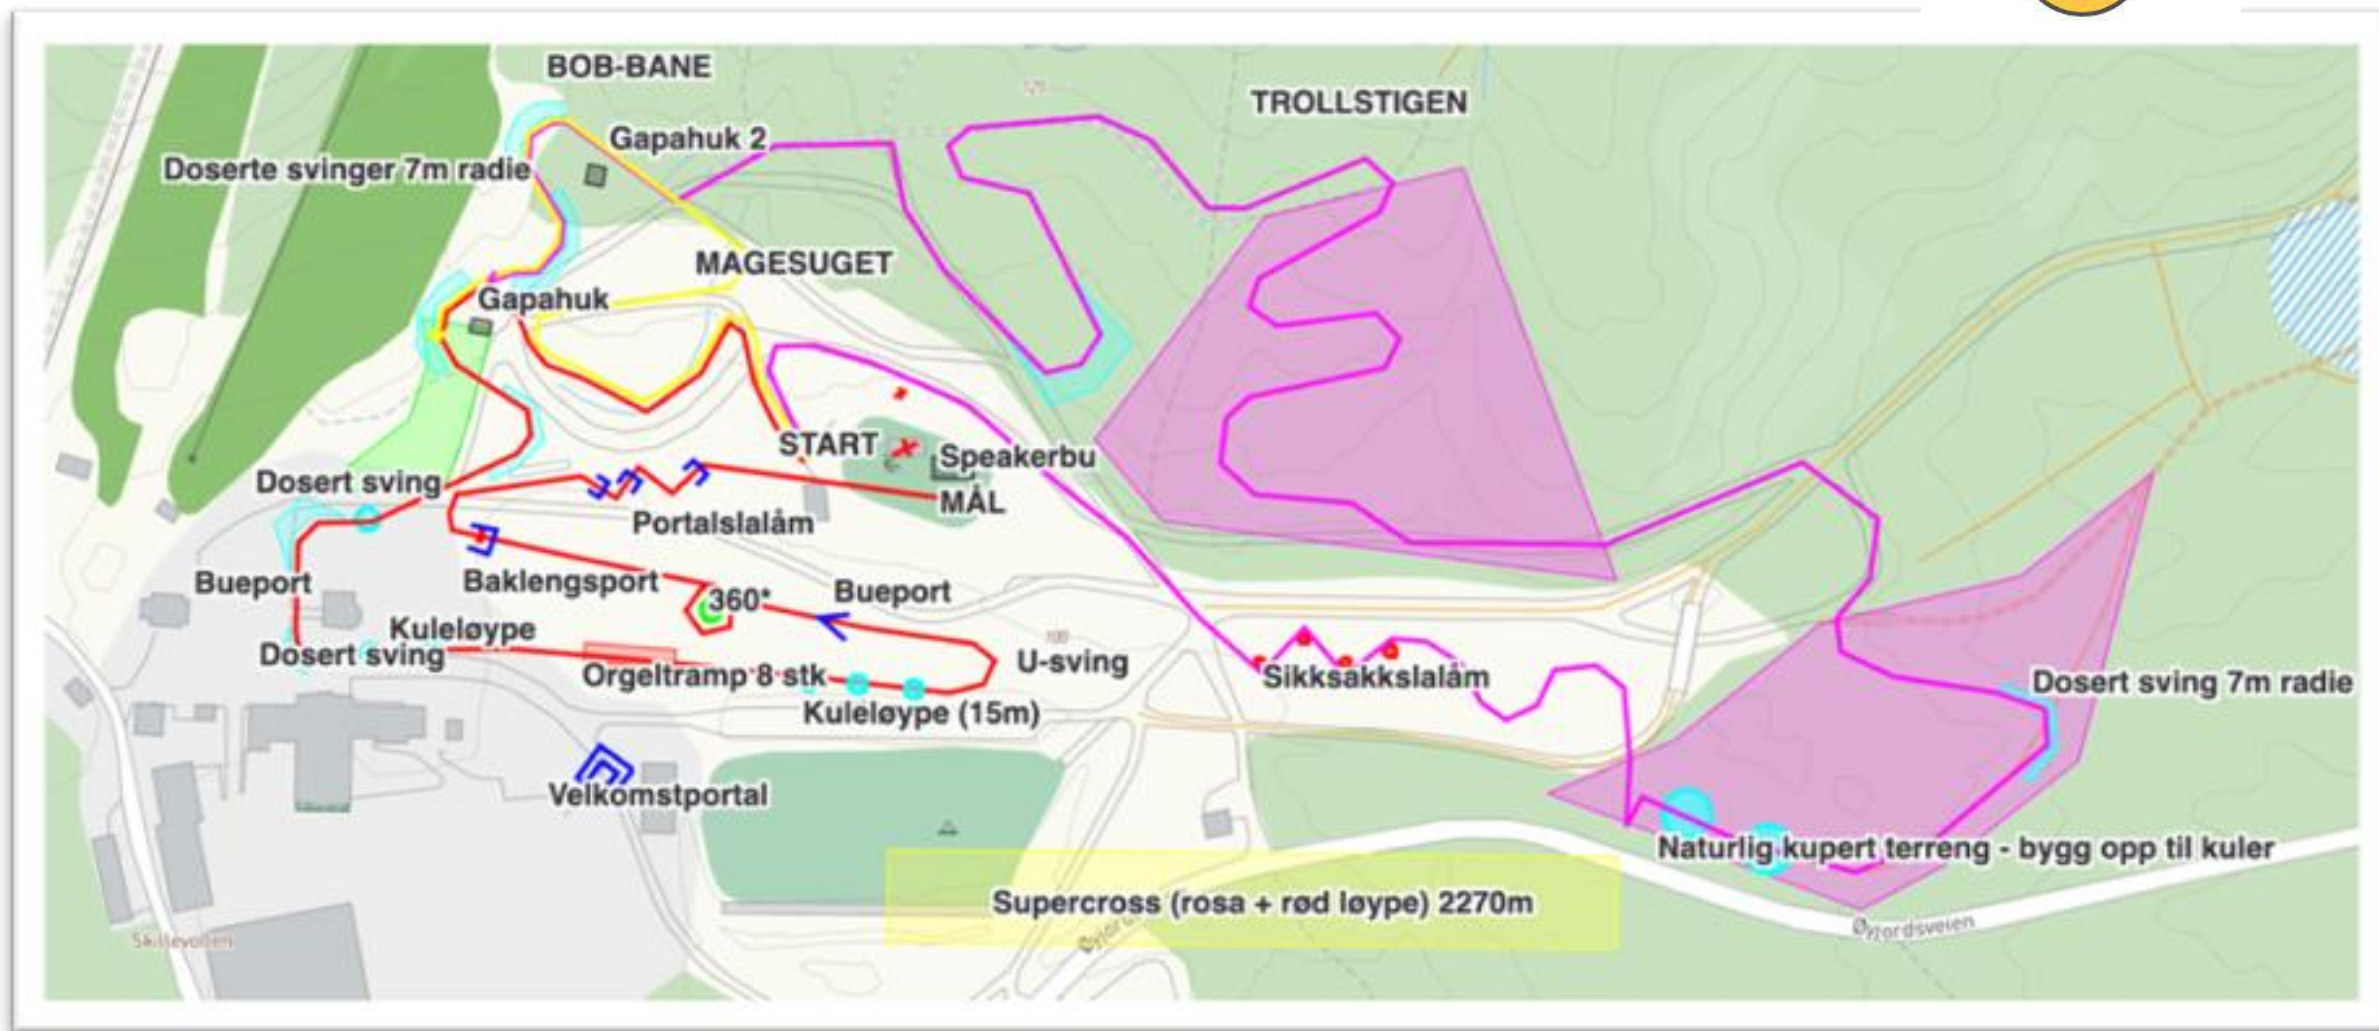 BOB-BANE
TROLLSTIGEN
Gapahuk 2
Doserte svinger 7m radie
MAGESUGET
Gapahuk
START
Speakerbu
Dosert sving
MÅL
Portalslalåm
Bueport
Baklengsport
360*
Bueport
Kuleløype
Dosert sving
U-sving
Orgeltramp 8 stk
Sikksakkslalåm
Dosert sving 7m radie
Kuleløype (15m)
Velkomstportal
Naturlig kupert terreng - bygg opp til kuler
Supercross (rosa + rød løype) 2270m
Øyjordsveien
Skillevollen